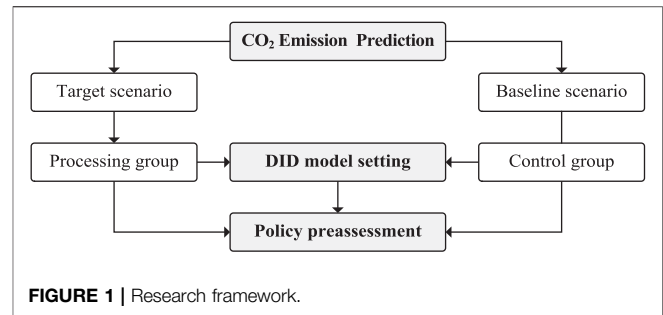 CO₂ Emission Prediction
Target scenario
Baseline scenario
Processing group
DID model setting
Control group
Policy preassessment
FIGURE 1 | Research framework.